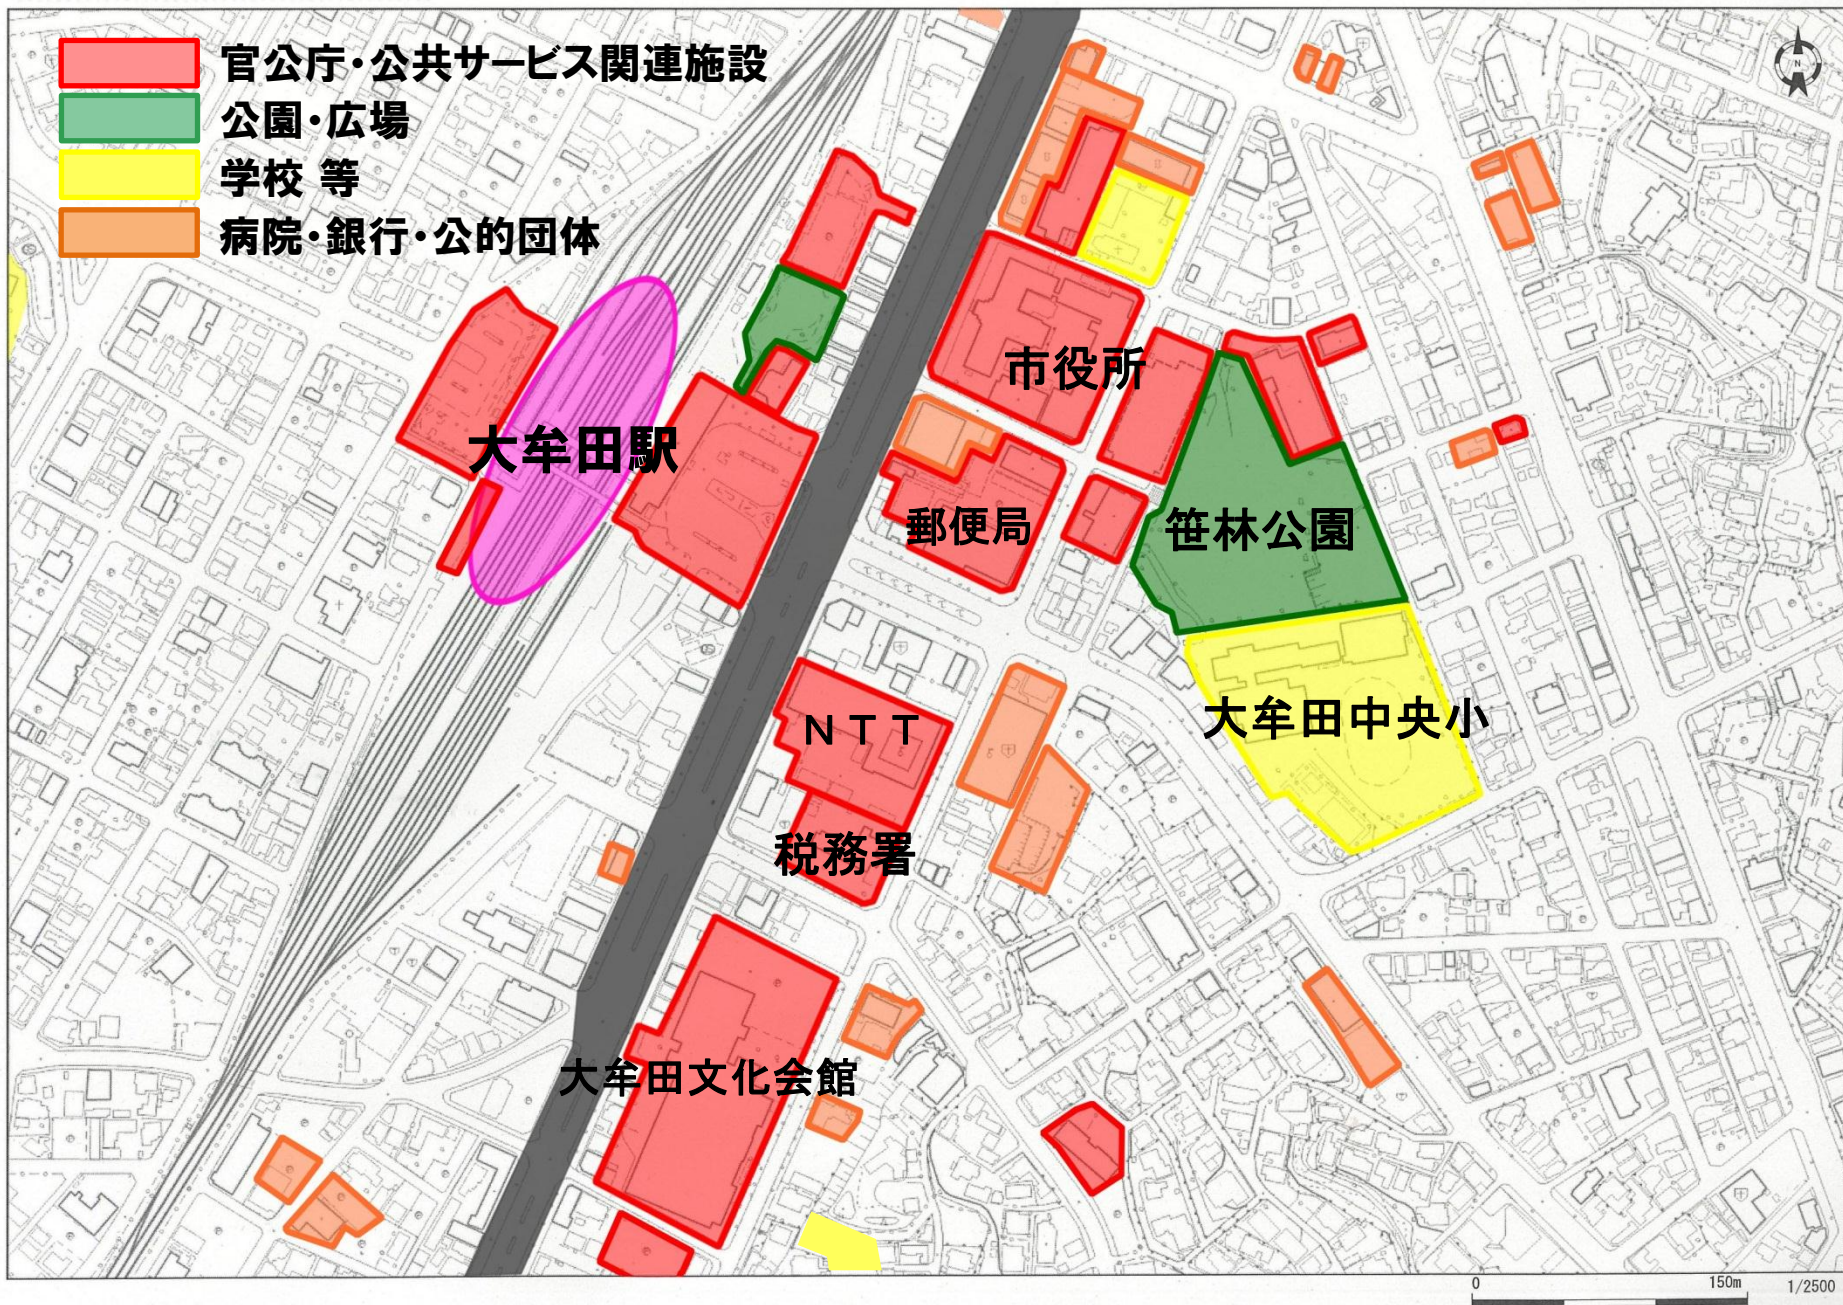 官公庁・公共サービス関連施設
公園・広場
学校 等
病院・銀行・公的団体
N
市役所
大牟田駅
郵便局
笹林公園
NTT
大牟田中央小
税務署
大牟田文化会館
0 150m 1/2500